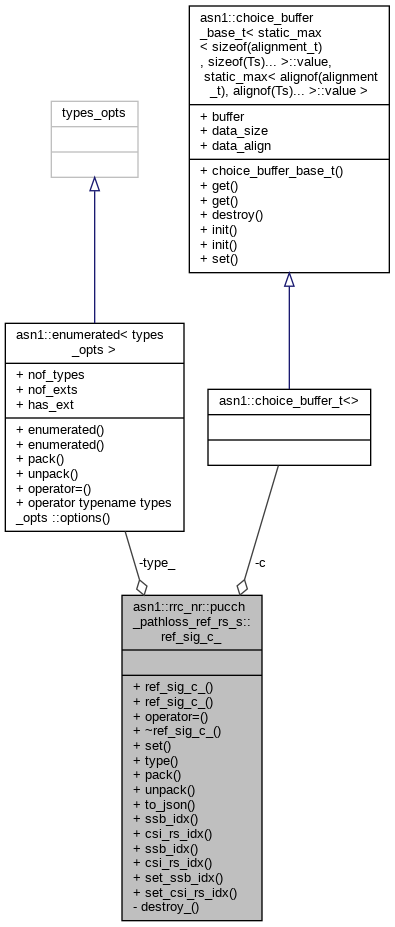 asn1::choice_buffer
_base_t< static_max
< sizeof(alignment_t)
, sizeof(Ts)... >::value,
static_max< alignof(alignment
_t), alignof(Ts)... >::value >
+ buffer
+ data_size
+ data_align
+ choice_buffer_base_t()
+ get()
+ get()
+ destroy()
+ init()
+ init()
+ set()
types_opts
asn1::enumerated< types
_opts >
+ nof_types
+ nof_exts
+ has_ext
+ enumerated()
+ enumerated()
+ pack()
+ unpack()
+ operator=()
+ operator typename types
_opts ::options()
asn1::choice_buffer_t<>
-type_
-c
asn1::rrc_nr::pucch
_pathloss_ref_rs_s::
ref_sig_c_
+ ref_sig_c_()
+ ref_sig_c_()
+ operator=()
+ ~ref_sig_c_()
+ set()
+ type()
+ pack()
+ unpack()
+ to_json()
+ ssb_idx()
+ csi_rs_idx()
+ ssb_idx()
+ csi_rs_idx()
+ set_ssb_idx()
+ set_csi_rs_idx()
- destroy_()